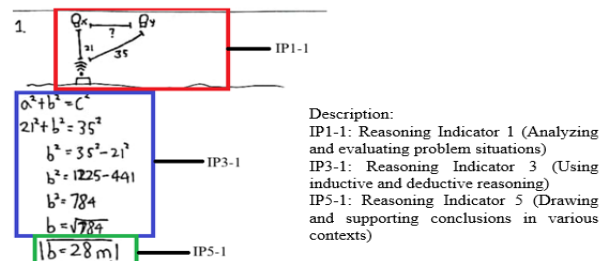 1.
x ? y
21
35
IP1-1
a²+b²=c²
21²+b²=35²
b²=35²-21²
b²=1225-441
b²=784
b=√784
IP3-1
|b=28m|
IP5-1
Description:
IP1-1: Reasoning Indicator 1 (Analyzing
and evaluating problem situations)
IP3-1: Reasoning Indicator 3 (Using
inductive and deductive reasoning)
IP5-1: Reasoning Indicator 5 (Drawing
and supporting conclusions in various
contexts)